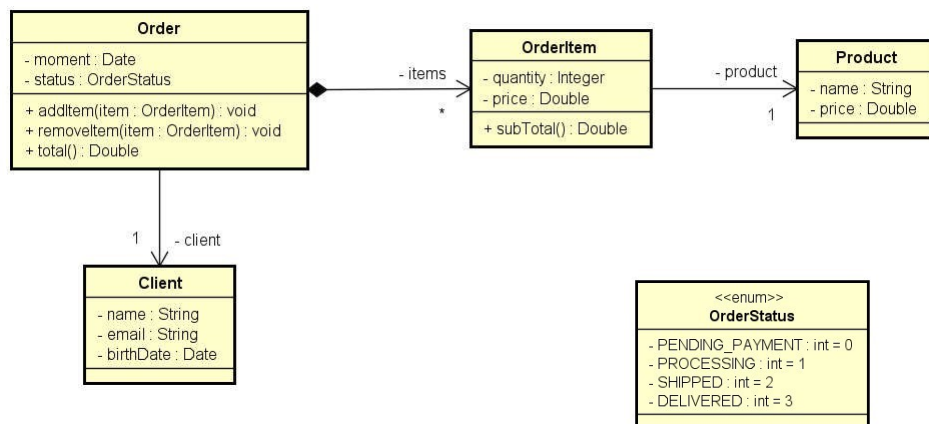 Order
- moment : Date
- status : OrderStatus
+ addItem(item : OrderItem) : void
+ removeItem(item : OrderItem) : void
+ total() : Double
- items
*
OrderItem
- quantity : Integer
- price : Double
+ subTotal() : Double
- product
1
Product
- name : String
- price : Double
1
- client
Client
- name : String
- email : String
- birthDate : Date
<<enum>>
OrderStatus
- PENDING_PAYMENT : int = 0
- PROCESSING : int = 1
- SHIPPED : int = 2
- DELIVERED : int = 3